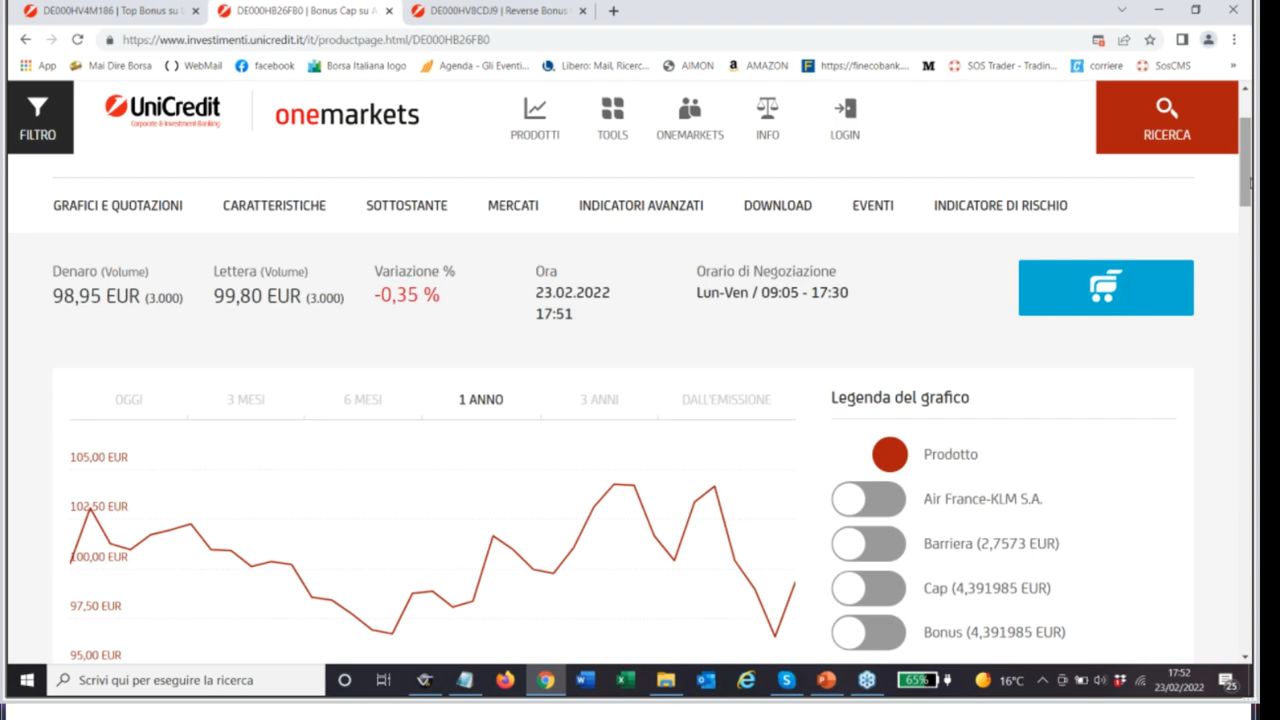 DE000HV4M186 | Top Bonus su
DE000HB26FB0 | Bonus Cap su A
DE000HV8CDJ9 | Reverse Bonus
https://www.investimenti.unicredit.it/it/productpage.html/DE000HB26FB0
App Mai Dire Borsa WebMail facebook Borsa Italiana logo Agenda - Gli Eventi... Libero: Mail, Ricerc... AIMON AMAZON https://finecobank.... SOS Trader - Tradin... corriere SosCMS »
FILTRO
UniCredit
Corporate & Investment Banking
onemarkets
PRODOTTI TOOLS ONEMARKETS INFO LOGIN
RICERCA
GRAFICI E QUOTAZIONI CARATTERISTICHE SOTTOSTANTE MERCATI INDICATORI AVANZATI DOWNLOAD EVENTI INDICATORE DI RISCHIO
Denaro (Volume) Lettera (Volume) Variazione % Ora Orario di Negoziazione
98,95 EUR (3.000) 99,80 EUR (3.000) -0,35 % 23.02.2022 Lun-Ven / 09:05 - 17:30
17:51
OGGI 3 MESI 6 MESI 1 ANNO 3 ANNI DALL'EMISSIONE
Legenda del grafico
105,00 EUR
102,50 EUR
100,00 EUR
97,50 EUR
95,00 EUR
Prodotto
Air France-KLM S.A.
Barriera (2,7573 EUR)
Cap (4,391985 EUR)
Bonus (4,391985 EUR)
Scrivi qui per eseguire la ricerca
65%
16°C
17:52
23/02/2022
25